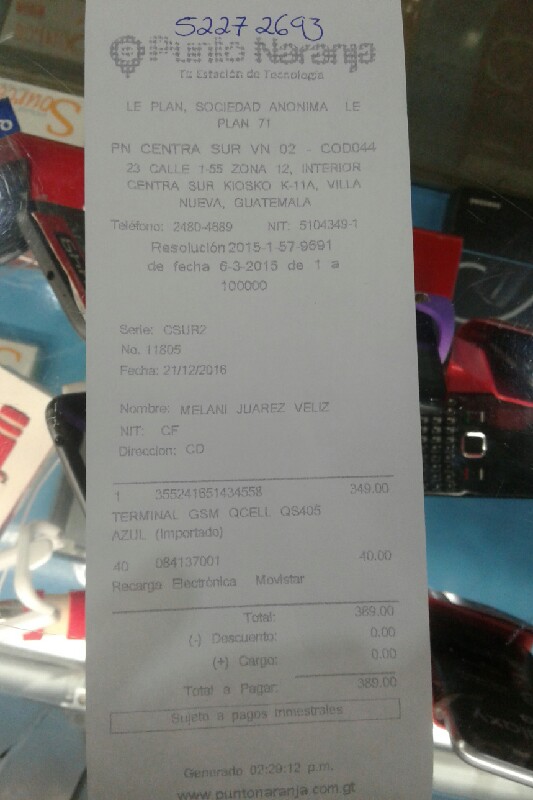 5227 2693
Punto Naranja
Tu Estación de Tecnología
LE PLAN, SOCIEDAD ANONIMA LE
PLAN 71
PN CENTRA SUR VN 02 - COD044
23 CALLE 1-55 ZONA 12, INTERIOR
CENTRA SUR KIOSKO K-11A, VILLA
NUEVA, GUATEMALA
Teléfono: 2480-4689 NIT: 5104349-1
Resolución 2015-1-57-9691
de fecha 6-3-2015 de 1 a
100000
Serie: CSUR2
No. 11805
Fecha: 21/12/2016
Nombre: MELANI JUAREZ VELIZ
NIT: CF
Direccion: CD
1 355241651434558 349.00
TERMINAL GSM QCELL QS405
AZUL (Importado)
40 084137001 40.00
Recarga Electrónica Movistar
Total: 389.00
(-) Descuento: 0.00
(+) Cargo: 0.00
Total a Pagar: 389.00
Sujeto a pagos trimestrales
Generado 02:29:12 p.m.
www.puntonaranja.com.gt